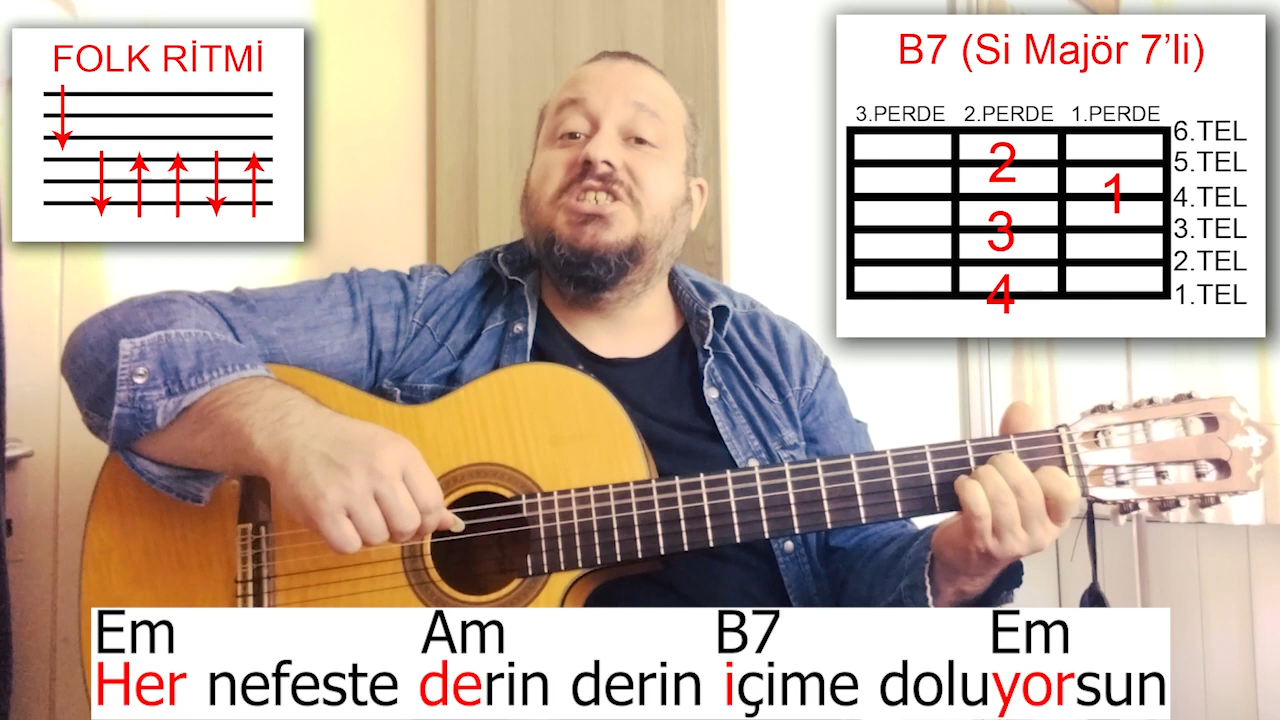 FOLK RİTMİ
B7 (Si Majör 7’li)
3.PERDE 2.PERDE 1.PERDE
6.TEL
5.TEL
4.TEL
3.TEL
2.TEL
1.TEL
2
1
3
4
Em Am B7 Em
Her nefeste derin derin içime doluyorsun